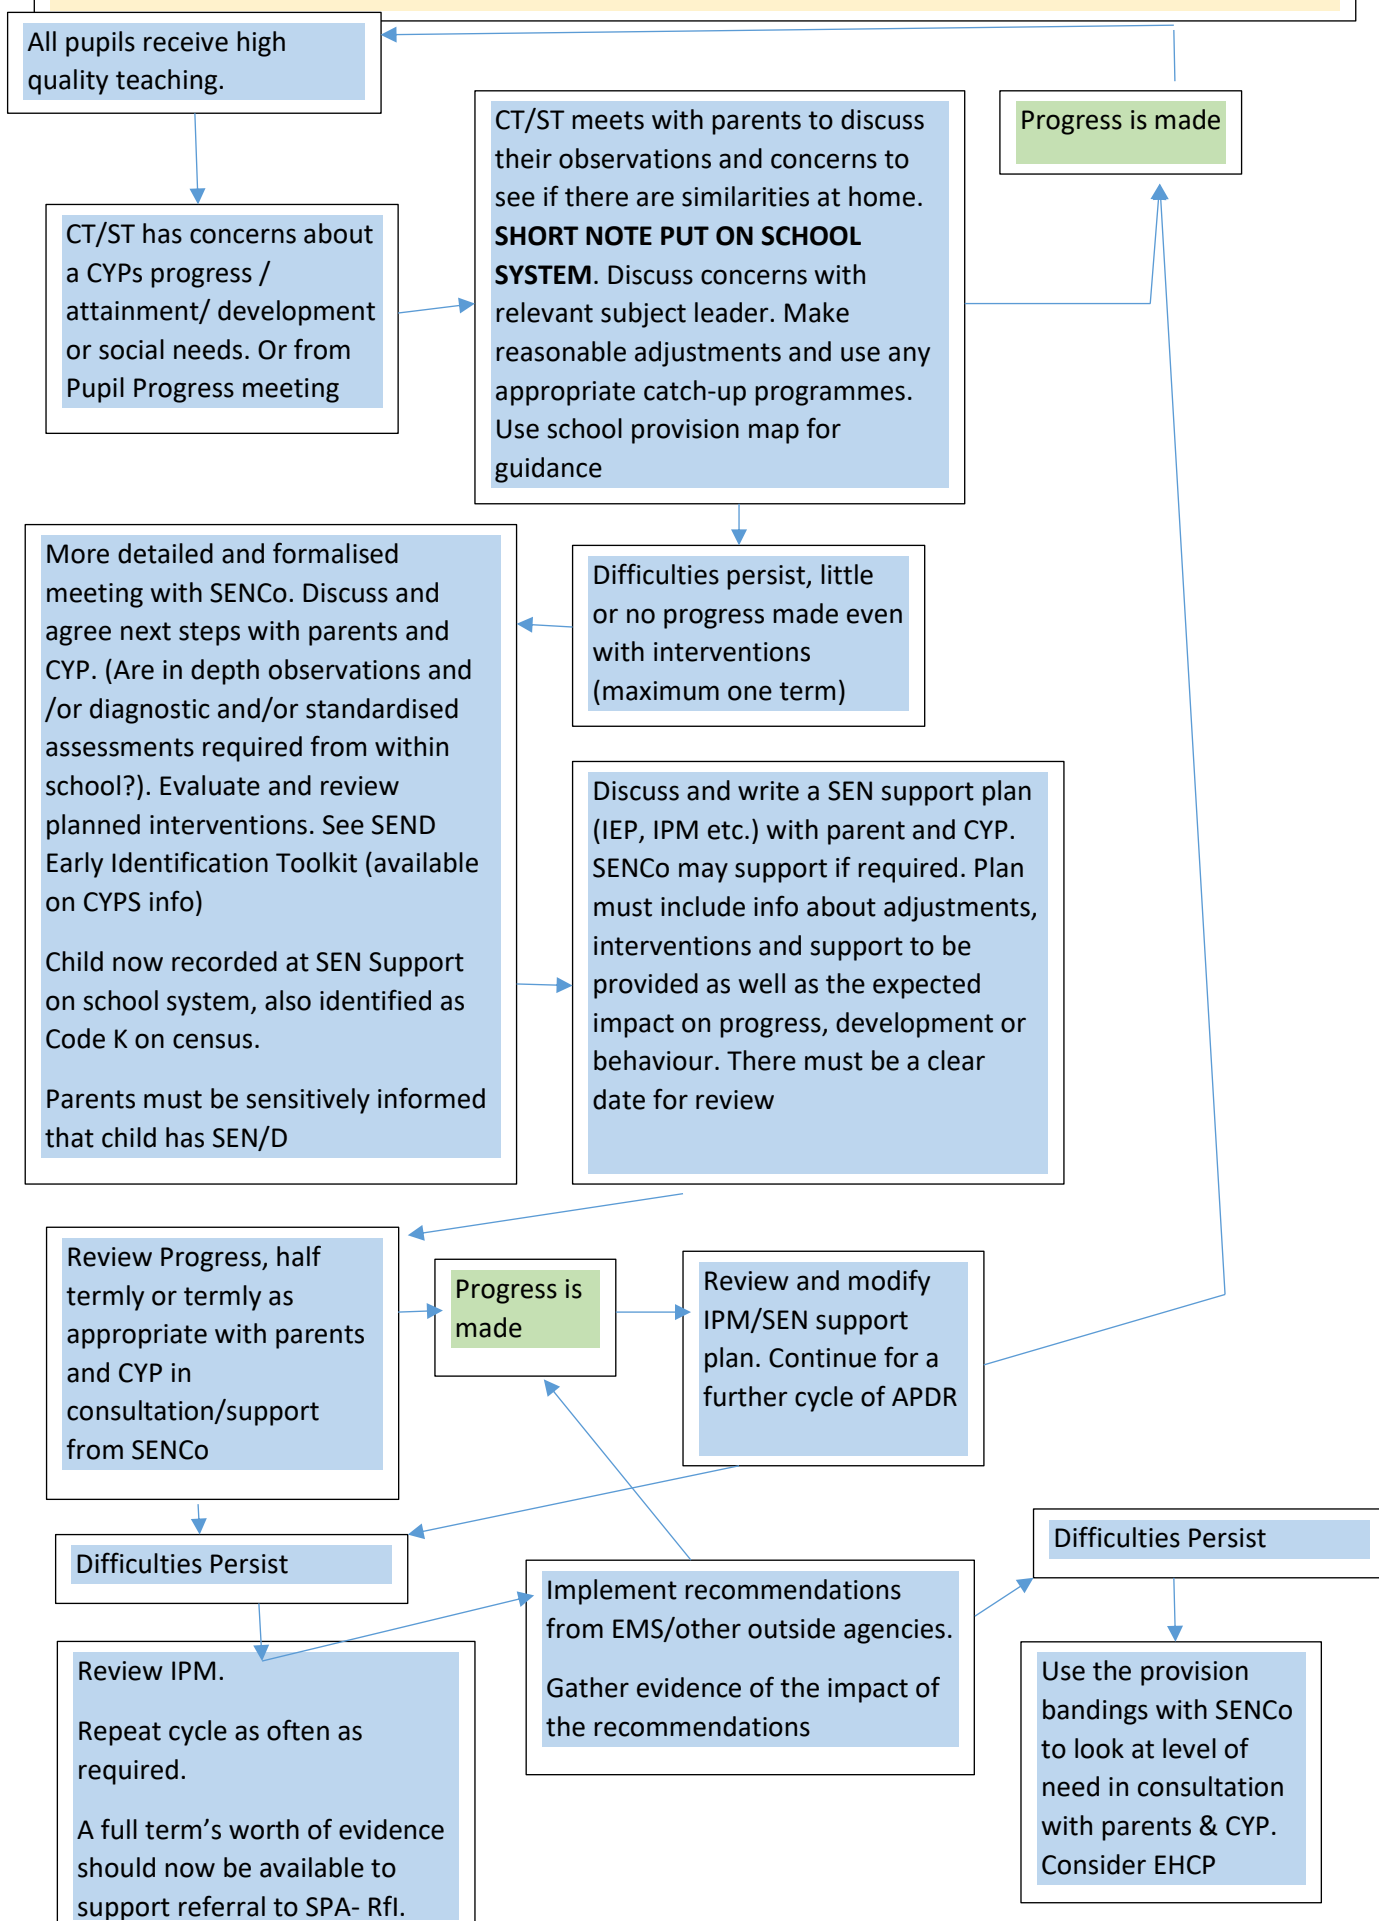 All pupils receive high
quality teaching.
CT/ST meets with parents to discuss
their observations and concerns to
see if there are similarities at home.
SHORT NOTE PUT ON SCHOOL
SYSTEM. Discuss concerns with
relevant subject leader. Make
reasonable adjustments and use any
appropriate catch-up programmes.
Use school provision map for
guidance
Progress is made
CT/ST has concerns about
a CYPs progress /
attainment/ development
or social needs. Or from
Pupil Progress meeting
More detailed and formalised
meeting with SENCo. Discuss and
agree next steps with parents and
CYP. (Are in depth observations and
/or diagnostic and/or standardised
assessments required from within
school?). Evaluate and review
planned interventions. See SEND
Early Identification Toolkit (available
on CYPS info)
Child now recorded at SEN Support
on school system, also identified as
Code K on census.
Parents must be sensitively informed
that child has SEN/D
Difficulties persist, little
or no progress made even
with interventions
(maximum one term)
Discuss and write a SEN support plan
(IEP, IPM etc.) with parent and CYP.
SENCo may support if required. Plan
must include info about adjustments,
interventions and support to be
provided as well as the expected
impact on progress, development or
behaviour. There must be a clear
date for review
Review Progress, half
termly or termly as
appropriate with parents
and CYP in
consultation/support
from SENCo
Progress is
made
Review and modify
IPM/SEN support
plan. Continue for a
further cycle of APDR
Difficulties Persist
Implement recommendations
from EMS/other outside agencies.
Gather evidence of the impact of
the recommendations
Difficulties Persist
Review IPM.
Repeat cycle as often as
required.
A full term’s worth of evidence
should now be available to
support referral to SPA- RfI.
Use the provision
bandings with SENCo
to look at level of
need in consultation
with parents & CYP.
Consider EHCP